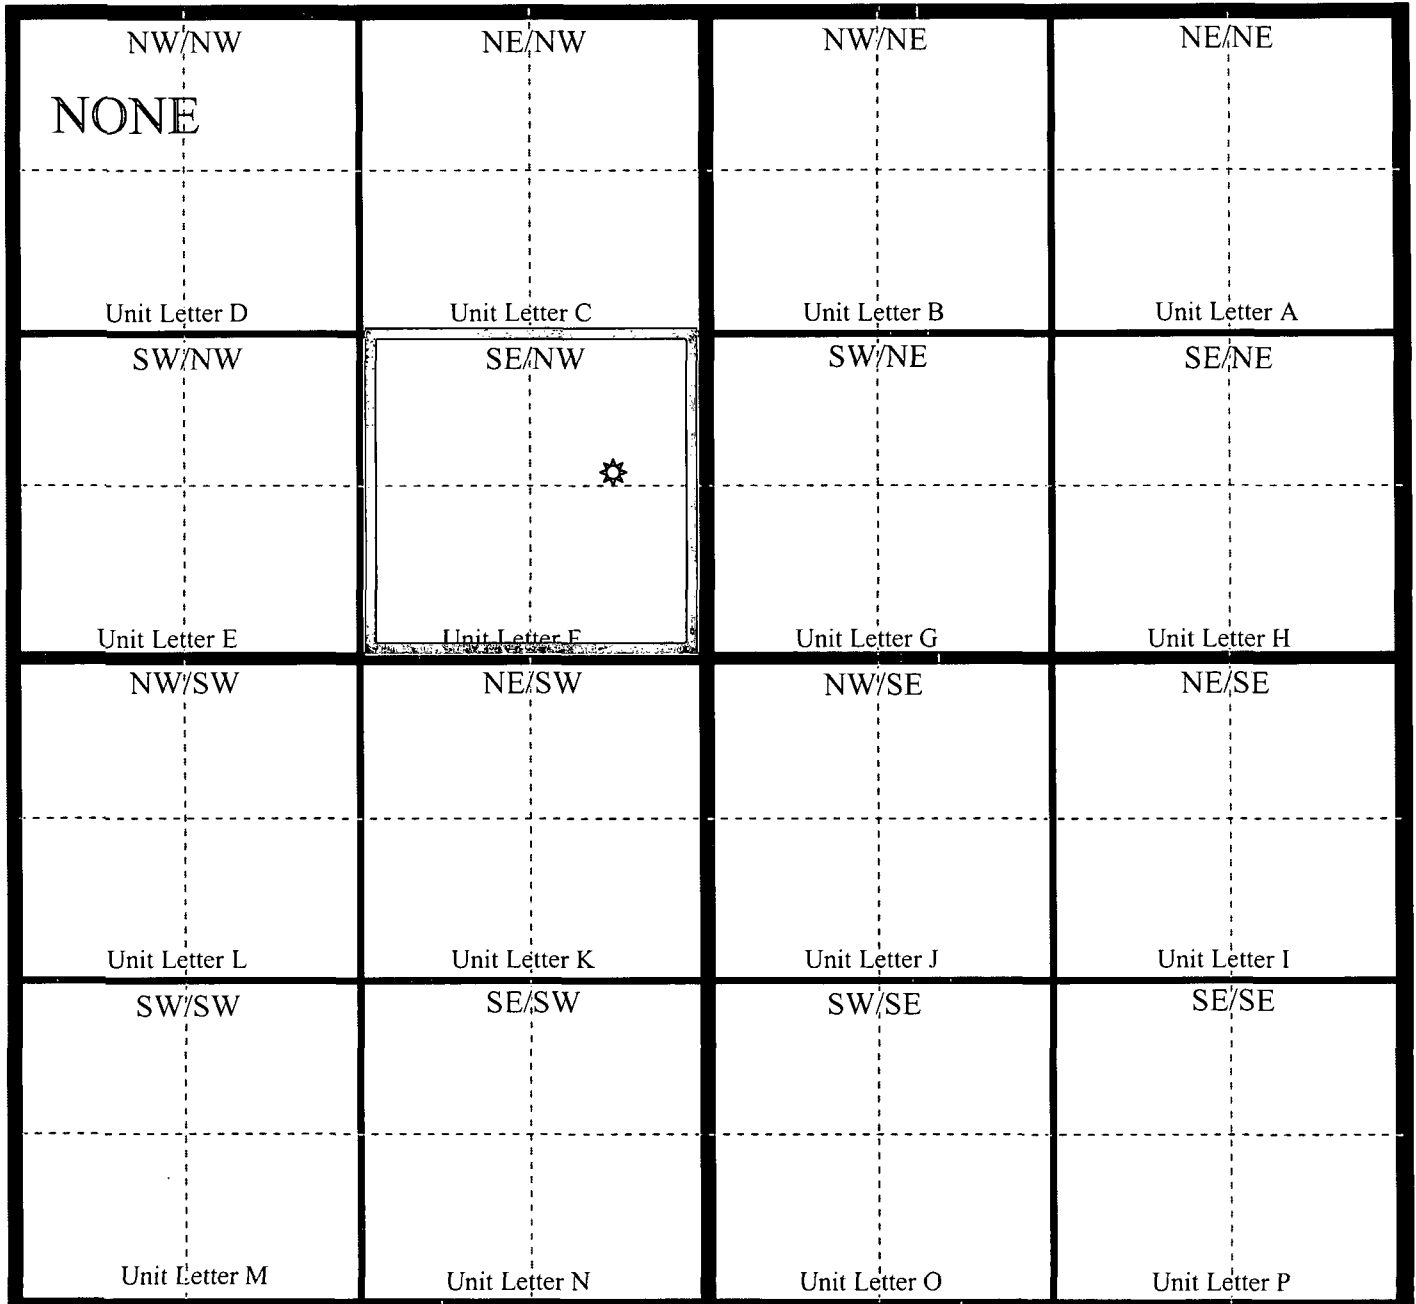 NW/NW NE/NW NW/NE NE/NE
NONE
Unit Letter D Unit Letter C Unit Letter B Unit Letter A
SW/NW SE/NW SW/NE SE/NE
Unit Letter E Unit Letter F Unit Letter G Unit Letter H
NW/SW NE/SW NW/SE NE/SE
Unit Letter L Unit Letter K Unit Letter J Unit Letter I
SW/SW SE/SW SW/SE SE/SE
Unit Letter M Unit Letter N Unit Letter O Unit Letter P